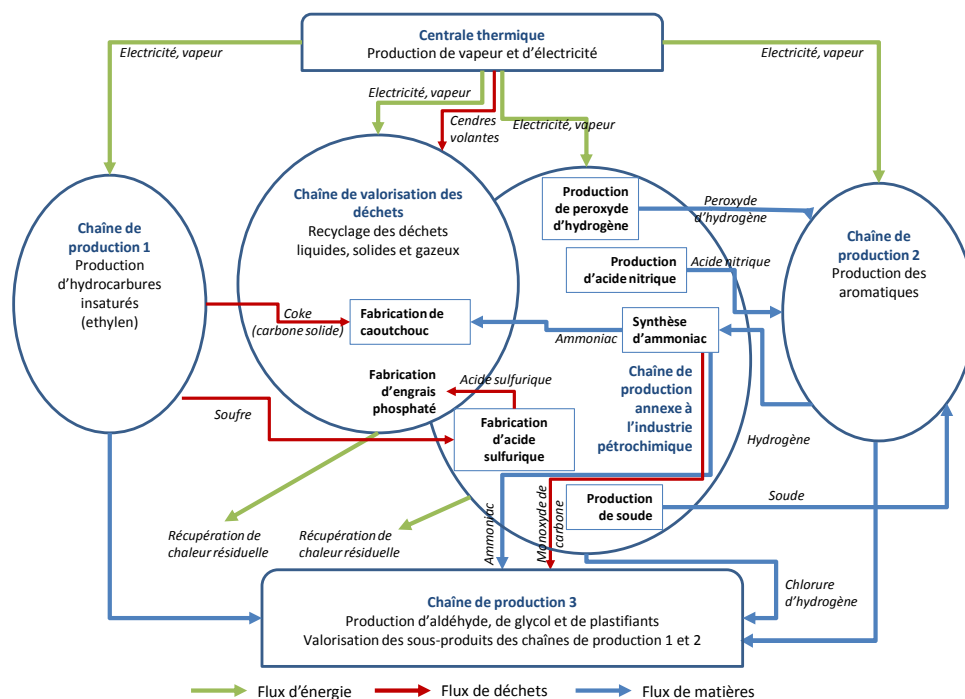 Centrale thermique
Production de vapeur et d'électricité
Electricité, vapeur
Electricité, vapeur
Electricité, vapeur
Cendres
volantes
Electricité, vapeur
Chaîne de
production 1
Production
d'hydrocarbures
insaturés
(ethylen)
Chaîne de valorisation des
déchets
Recyclage des déchets
liquides, solides et gazeux
Production
de peroxyde
d'hydrogène
Peroxyde
d'hydrogène
Production
d'acide nitrique
Acide nitrique
Chaîne de
production 2
Production des
aromatiques
Coke
(carbone solide)
Fabrication de
caoutchouc
Ammoniac
Synthèse
d'ammoniac
Chaîne de
production
annexe à
l'industrie
pétrochimique
Hydrogène
Fabrication
d'engrais
phosphaté
Acide sulfurique
Soufre
Fabrication
d'acide
sulfurique
Production
de soude
Soude
Récupération de
chaleur résiduelle
Récupération de
chaleur résiduelle
Ammoniac
Monoxyde de
carbone
Chlorure
d'hydrogène
Chaîne de production 3
Production d'aldéhyde, de glycol et de plastifiants
Valorisation des sous-produits des chaînes de production 1 et 2
Flux d'énergie
Flux de déchets
Flux de matières